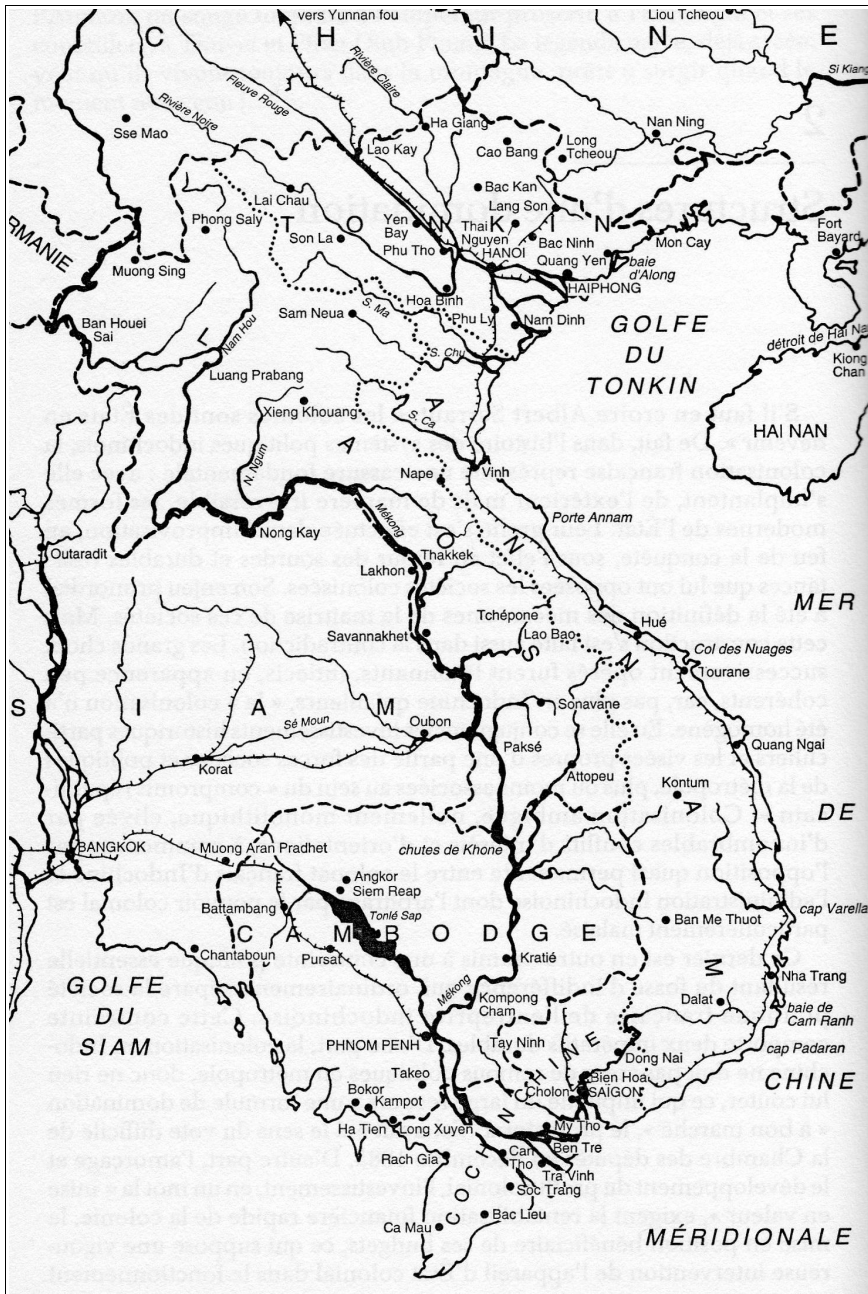 vers Yunnan fou
Liou Tcheou
C H I N E
Rivière Claire
Si Kiang
Fleuve Rouge
Rivière Noire
Sse Mao
Ha Giang
Nan Ning
Cao Bang
Long
Tcheou
Lao Kay
Bac Kan
Lai Chau
Lang Son
Phong Saly
T O N K I N
Yén
Bay
Thai
Nguyen
Son La
Bac Ninh
Mon Cay
Fort
Bayard
RMANIE
Phu Tho
HANOI
Quang Yen
baie
d'Along
Muong Sing
HAIPHONG
Hoa Binh
S. Ma
Ban Houei
Sai
Sam Neua
Phu Ly
Nam Dinh
GOLFE
DU
TONKIN
Nam Hou
S. Chu
détroit de Hai Na
Kiong
Chan
Luang Prabang
Xieng Khouang
S. Ca
HAI NAN
N. Ngum
Nape
Vinh
L A O S
A N N A M
Mékong
Porte Annam
Outaradit
Nong Kay
Thakkek
Lakhon
MER
Tchépone
Lao Bao
Savannakhet
Hué
Col des Nuages
Tourane
S I A M
Sé Moun
Oubon
Sonavane
Paksé
Quang Ngai
Korat
Attopeu
Kontum
DE
BANGKOK
Muong Aran Pradhet
chutes de Khone
Angkor
Siem Reap
Battambang
Tonlé Sap
Ban Me Thuot
cap Varella
CAMBODGE
Chantaboun
Pursat
Kratié
Nha Trang
GOLFE
DU
SIAM
Mékong
Kompong
Cham
Dalat
baie de
Cam Ranh
PHNOM PENH
Tay Ninh
cap Padaran
Dong Nai
Takeo
Bien Hoa
CHINE
Bokor
Kampot
Cholon
SAÏGON
Ha Tien
Long Xuyen
My Tho
Ben Tre
Rach Gia
Can
Tho
Tra Vinh
Soc Trang
COCHINCHINE
Ca Mau
Bac Lieu
MÉRIDIONALE